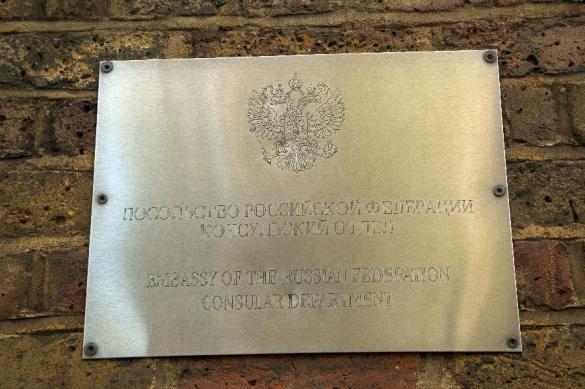 ПОСОЛЬСТВО РОССИЙСКОЙ ФЕДЕРАЦИИ
КОНСУЛЬСКИЙ ОТДЕЛ
EMBASSY OF THE RUSSIAN FEDERATION
CONSULAR DEPARTMENT